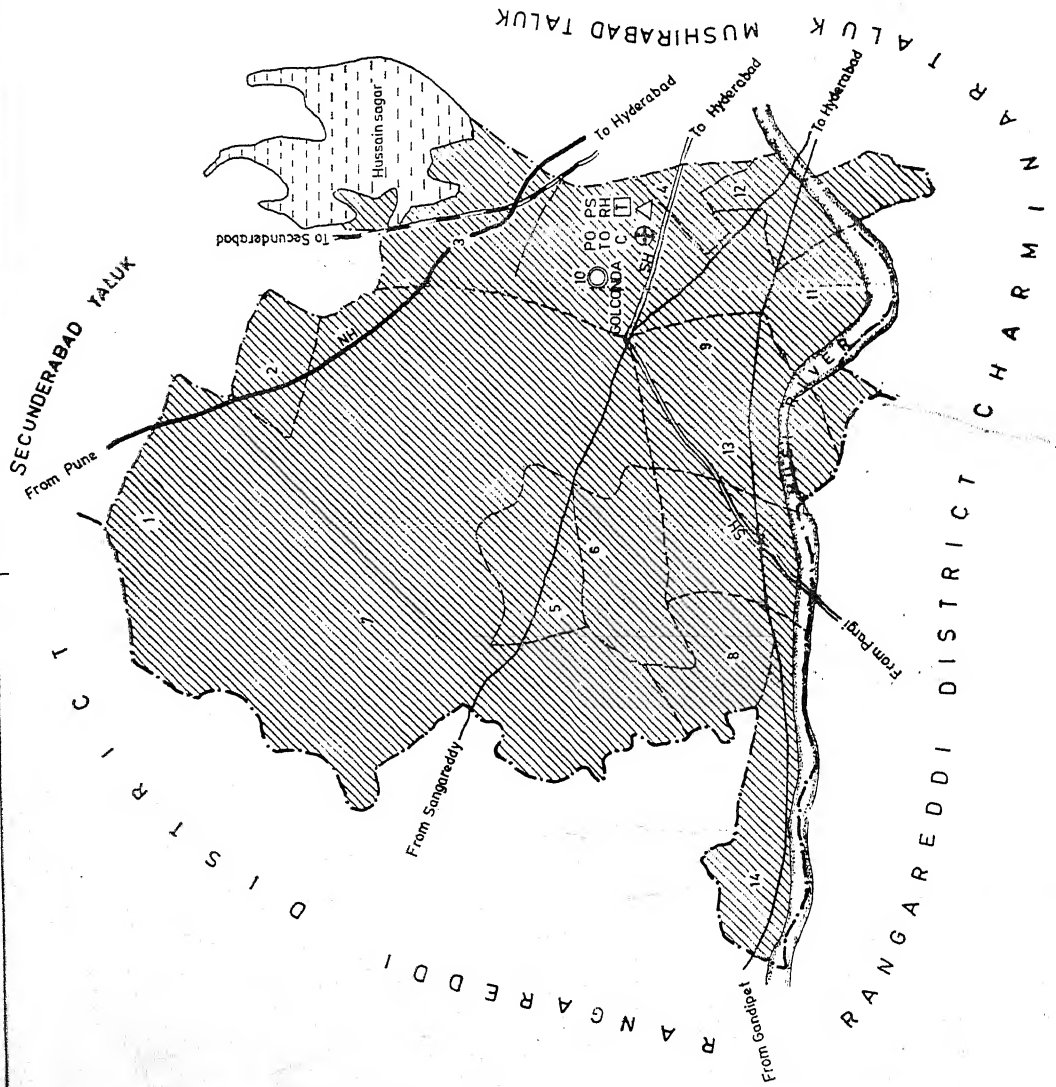 MUSHIRABAD TALUK
CHARMINAR TALUK
SECUNDERABAD TALUK
From Pune
Hussain sagar
To Secunderabad
To Hyderabad
To Hyderabad
To Hyderabad
NH
1
2
3
10
PO PS
TO RH
C T
GOLCONDA
SH
4
12
7
5
6
9
11
13
8
SH
14
RIVER
From Sangareddy
From Pargi
From Gandipet
RANGAREDDI DISTRICT
RANGAREDDI DISTRICT